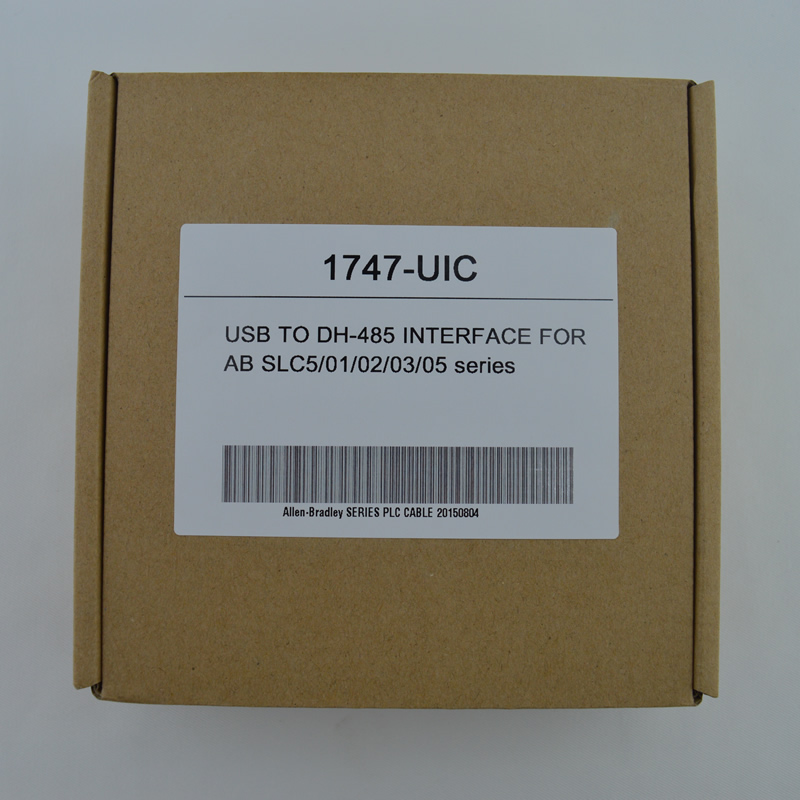 1747-UIC
USB TO DH-485 INTERFACE FOR
AB SLC5/01/02/03/05 series
Allen-Bradley SERIES PLC CABLE 20150804